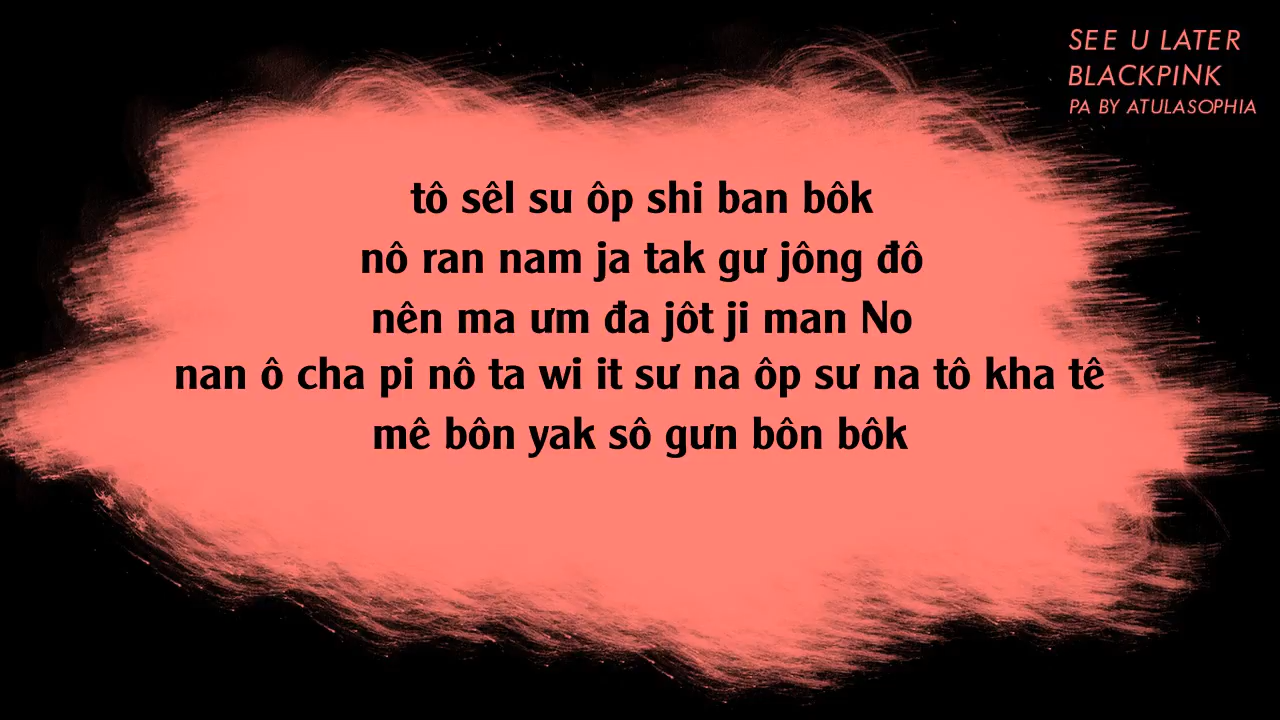 SEE U LATER
BLACKPINK
PA BY ATULASOPHIA
tô sêl su ôp shi ban bôk
nô ran nam ja tak gư jông đô
nên ma ưm đa jôt ji man No
nan ô cha pi nô ta wi it sư na ôp sư na tô kha tê
mê bôn yak sô gưn bôn bôk